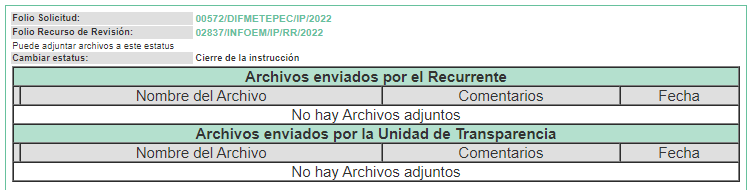 Folio Solicitud: 00572/DIFMETEPEC/IP/2022
Folio Recurso de Revisión: 02837/INFOEM/IP/RR/2022
Puede adjuntar archivos a este estatus
Cambiar estatus: Cierre de la instrucción
Archivos enviados por el Recurrente
Nombre del Archivo Comentarios Fecha
No hay Archivos adjuntos
Archivos enviados por la Unidad de Transparencia
Nombre del Archivo Comentarios Fecha
No hay Archivos adjuntos